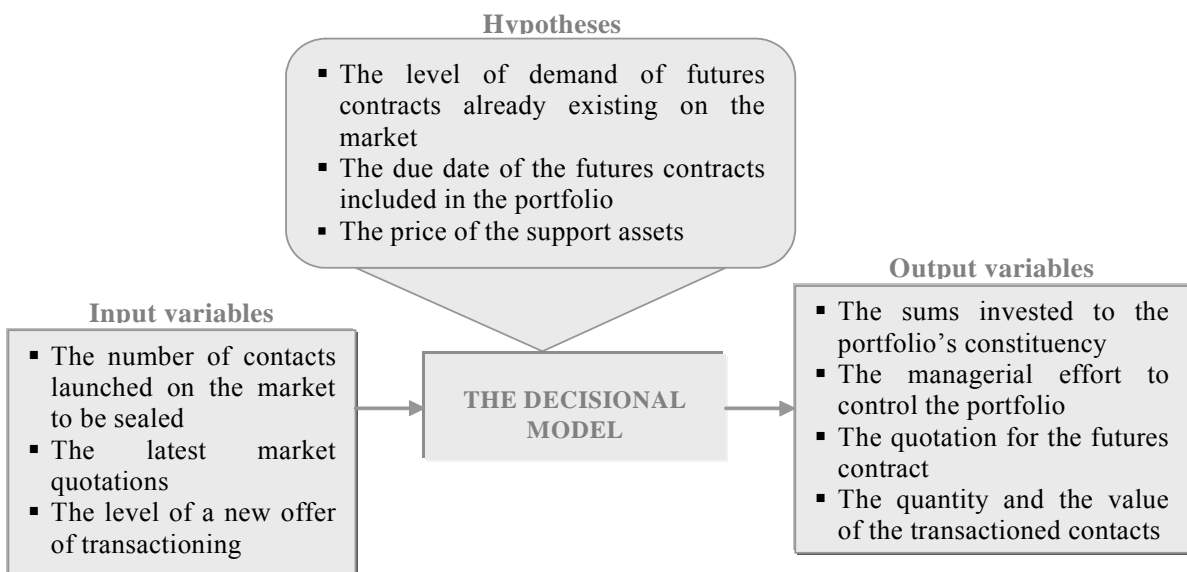 Hypotheses
▪ The level of demand of futures
contracts already existing on the
market
▪ The due date of the futures contracts
included in the portfolio
▪ The price of the support assets
Input variables
▪ The number of contacts
launched on the market
to be sealed
▪ The latest market
quotations
▪ The level of a new offer
of transactioning
THE DECISIONAL
MODEL
Output variables
▪ The sums invested to the
portfolio’s constituency
▪ The managerial effort to
control the portfolio
▪ The quotation for the futures
contract
▪ The quantity and the value
of the transactioned contacts